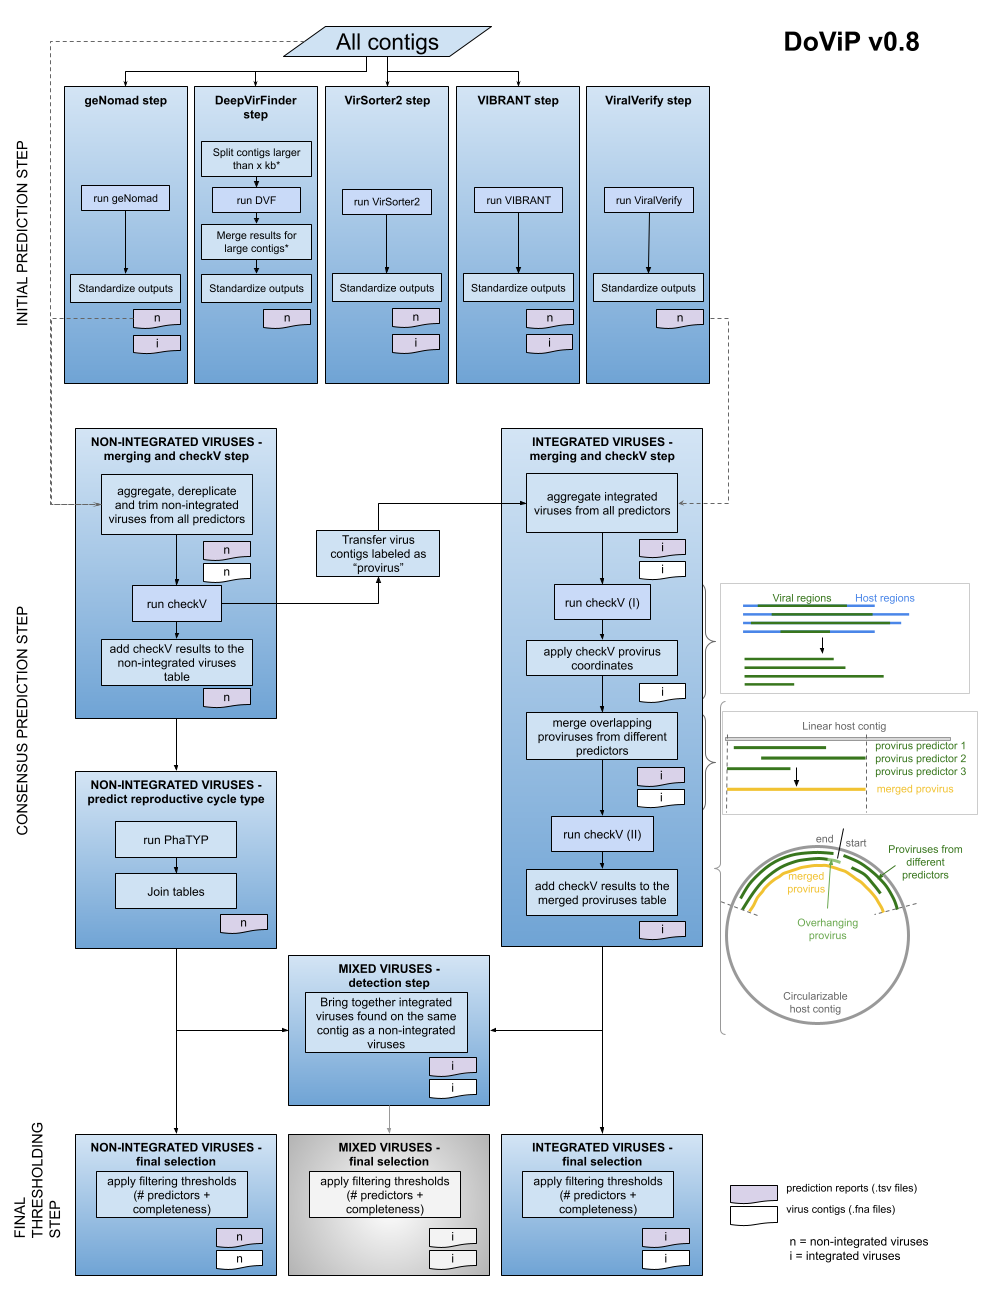 All contigs
DoViP v0.8
INITIAL PREDICTION STEP
geNomad step
run geNomad
Standardize outputs
n
i
DeepVirFinder
step
Split contigs larger
than x kb*
run DVF
Merge results for
large contigs*
Standardize outputs
n
VirSorter2 step
run VirSorter2
Standardize outputs
n
i
VIBRANT step
run VIBRANT
Standardize outputs
n
i
ViralVerify step
run ViralVerify
Standardize outputs
n
CONSENSUS PREDICTION STEP
NON-INTEGRATED VIRUSES -
merging and checkV step
aggregate, dereplicate
and trim non-integrated
viruses from all predictors
n
n
run checkV
add checkV results to the
non-integrated viruses
table
n
Transfer virus
contigs labeled as
“provirus”
INTEGRATED VIRUSES -
merging and checkV step
aggregate integrated
viruses from all predictors
i
i
run checkV (I)
apply checkV provirus
coordinates
i
merge overlapping
proviruses from different
predictors
i
i
run checkV (II)
add checkV results to the
merged proviruses table
i
Viral regions
Host regions
Linear host contig
provirus predictor 1
provirus predictor 2
provirus predictor 3
merged provirus
end
start
Proviruses from
different
predictors
merged
provirus
Overhanging
provirus
Circularizable
host contig
NON-INTEGRATED VIRUSES -
predict reproductive cycle type
run PhaTYP
Join tables
n
MIXED VIRUSES -
detection step
Bring together integrated
viruses found on the same
contig as a non-integrated
viruses
i
i
FINAL
THRESHOLDING
STEP
NON-INTEGRATED VIRUSES -
final selection
apply filtering thresholds
(# predictors +
completeness)
n
n
MIXED VIRUSES -
final selection
apply filtering thresholds
(# predictors +
completeness)
i
i
INTEGRATED VIRUSES -
final selection
apply filtering thresholds
(# predictors +
completeness)
i
i
prediction reports (.tsv files)
virus contigs (.fna files)
n = non-integrated viruses
i = integrated viruses